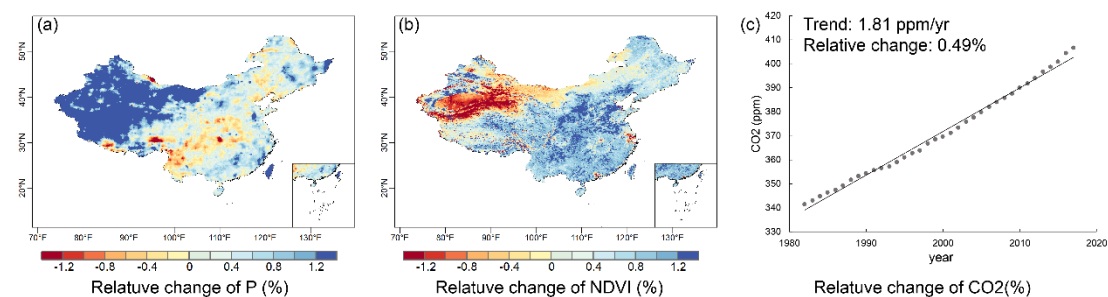 (a)
50°N
40°N
30°N
20°N
70°E 80°E 90°E 100°E 110°E 120°E 130°E
-1.2 -0.8 -0.4 0 0.4 0.8 1.2
Relatuve change of P (%)
(b)
50°N
40°N
30°N
20°N
70°E 80°E 90°E 100°E 110°E 120°E 130°E
-1.2 -0.8 -0.4 0 0.4 0.8 1.2
Relatuve change of NDVI (%)
(c)
Trend: 1.81 ppm/yr
Relative change: 0.49%
420
410
400
390
380
370
360
350
340
330
CO2 (ppm)
1980 1990 2000 2010 2020
year
Relatuve change of CO2(%)